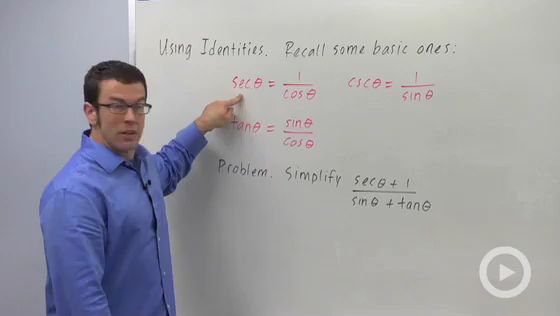 Using Identities. Recall some basic ones:
secθ = 1/cosθ cscθ = 1/sinθ
tanθ = sinθ/cosθ
Problem. Simplify (secθ + 1)/(sinθ + tanθ)